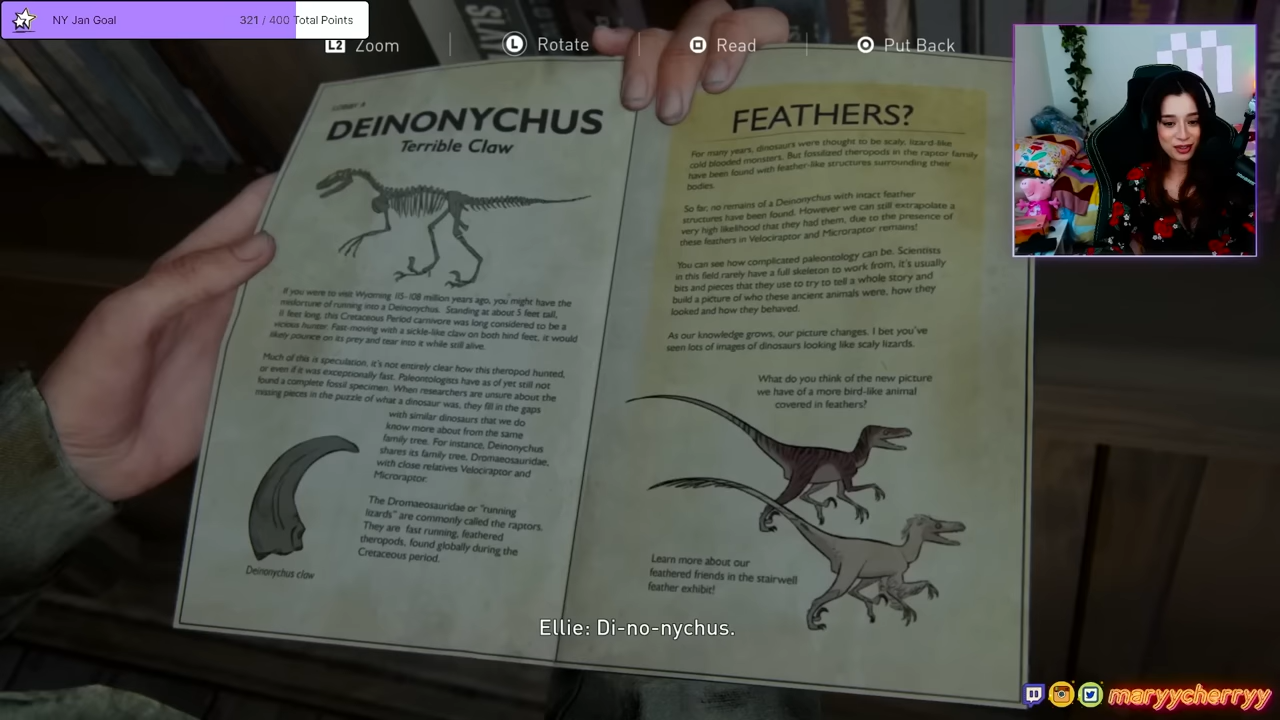 NY Jan Goal
321 / 400 Total Points
L2 Zoom
L Rotate
Read
Put Back
LOBBY A
DEINONYCHUS
Terrible Claw
If you were to visit Wyoming 115-108 million years ago, you might have the
misfortune of running into a Deinonychus. Standing at about 5 feet tall,
11 feet long, this Cretaceous Period carnivore was long considered to be a
vicious hunter. Fast-moving with a sickle-like claw on both hind feet, it would
likely pounce on its prey and tear into it while still alive.
Much of this is speculation, it's not entirely clear how this theropod hunted,
or even if it was exceptionally fast. Paleontologists have as of yet still not
found a complete fossil specimen. When researchers are unsure about the
missing pieces in the puzzle of what a dinosaur was, they fill in the gaps
with similar dinosaurs that we do
know more about from the same
family tree. For instance, Deinonychus
shares its family tree, Dromaeosauridae,
with close relatives Velociraptor and
Microraptor.
The Dromaeosauridae or "running
lizards" are commonly called the raptors.
They are fast running, feathered
theropods, found globally during the
Cretaceous period.
Deinonychus claw
FEATHERS?
For many years, dinosaurs were thought to be scaly, lizard-like
cold blooded monsters. But fossilized theropods in the raptor family
have been found with feather-like structures surrounding their
bodies.
So far, no remains of a Deinonychus with intact feather
structures have been found. However we can still extrapolate a
very high likelihood that they had them, due to the presence of
these feathers in Velociraptor and Microraptor remains!
You can see how complicated paleontology can be. Scientists
in this field rarely have a full skeleton to work from, it's usually
bits and pieces that they use to try to tell a whole story and
build a picture of who these ancient animals were, how they
looked and how they behaved.
As our knowledge grows, our picture changes. I bet you've
seen lots of images of dinosaurs looking like scaly lizards.
What do you think of the new picture
we have of a more bird-like animal
covered in feathers?
Learn more about our
feathered friends in the stairwell
feather exhibit!
Ellie: Di-no-nychus.
maryycherryy